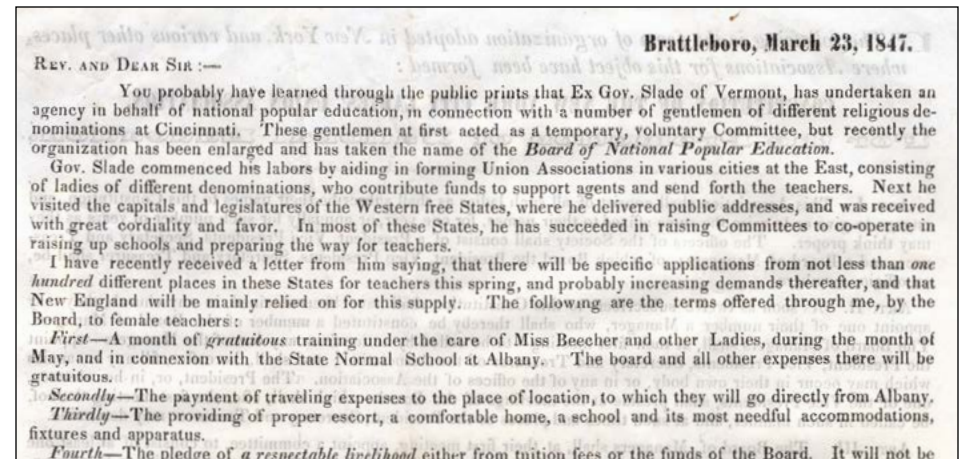 Brattleboro, March 23, 1847.
REV. AND DEAR SIR :—
You probably have learned through the public prints that Ex Gov. Slade of Vermont, has undertaken an
agency in behalf of national popular education, in connection with a number of gentlemen of different religious de-
nominations at Cincinnati. These gentlemen at first acted as a temporary, voluntary Committee, but recently the
organization has been enlarged and has taken the name of the Board of National Popular Education.
Gov. Slade commenced his labors by aiding in forming Union Associations in various cities at the East, consisting
of ladies of different denominations, who contribute funds to support agents and send forth the teachers. Next he
visited the capitals and legislatures of the Western free States, where he delivered public addresses, and was received
with great cordiality and favor. In most of these States, he has succeeded in raising Committees to co-operate in
raising up schools and preparing the way for teachers.
I have recently received a letter from him saying, that there will be specific applications from not less than one
hundred different places in these States for teachers this spring, and probably increasing demands thereafter, and that
New England will be mainly relied on for this supply. The following are the terms offered through me, by the
Board, to female teachers :
First—A month of gratuitous training under the care of Miss Beecher and other Ladies, during the month of
May, and in connexion with the State Normal School at Albany. The board and all other expenses there will be
gratuitous.
Secondly—The payment of traveling expenses to the place of location, to which they will go directly from Albany.
Thirdly—The providing of proper escort, a comfortable home, a school and its most needful accommodations,
fixtures and apparatus.
Fourth—The pledge of a respectable livelihood either from tuition fees or the funds of the Board. It will not be